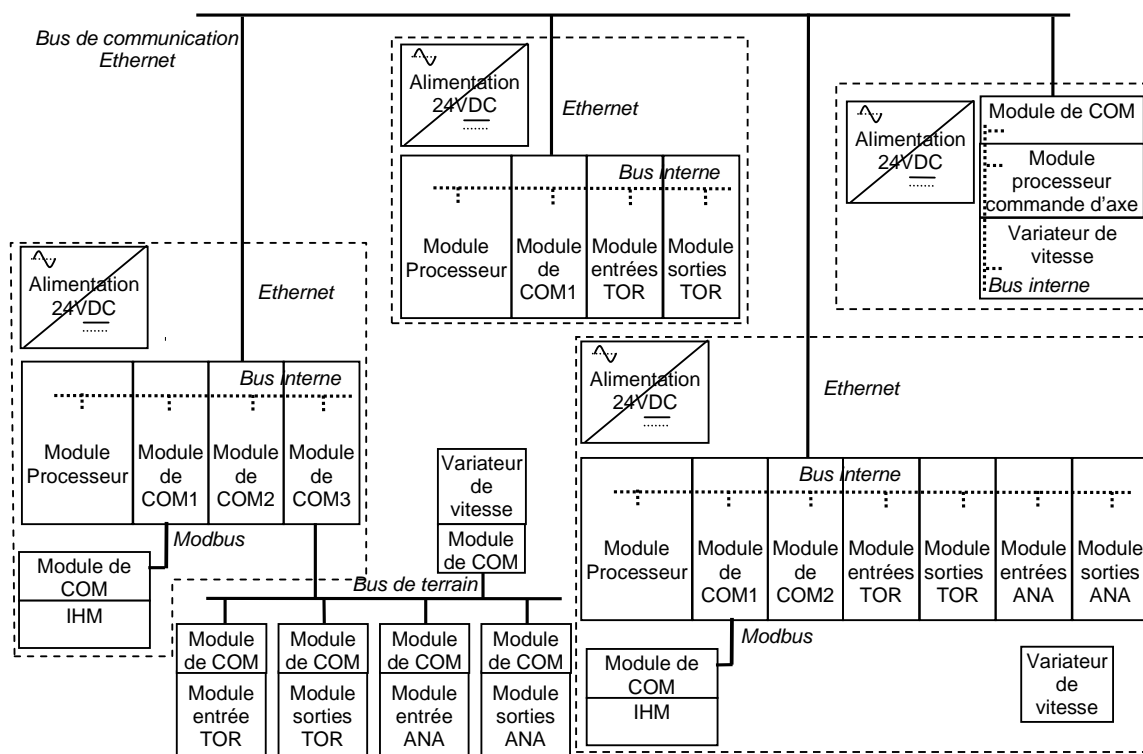 Bus de communication
Ethernet
Alimentation
24VDC
Ethernet
Bus interne
Module
Processeur
Module
de
COM1
Module
entrées
TOR
Module
sorties
TOR
Alimentation
24VDC
Module de COM
Module
processeur
commande d'axe
Variateur de
vitesse
Bus interne
Alimentation
24VDC
Ethernet
Bus interne
Module
Processeur
Module
de
COM1
Module
de
COM2
Module
de
COM3
Modbus
Module de
COM
IHM
Variateur
de
vitesse
Module
de COM
Bus de terrain
Module
de COM
Module
entrée
TOR
Module
de COM
Module
sorties
TOR
Module
de COM
Module
entrée
ANA
Module
de COM
Module
sorties
ANA
Alimentation
24VDC
Ethernet
Bus interne
Module
Processeur
Module
de
COM1
Module
de
COM2
Module
entrées
TOR
Module
sorties
TOR
Module
entrées
ANA
Module
sorties
ANA
Modbus
Module de
COM
IHM
Variateur
de
vitesse